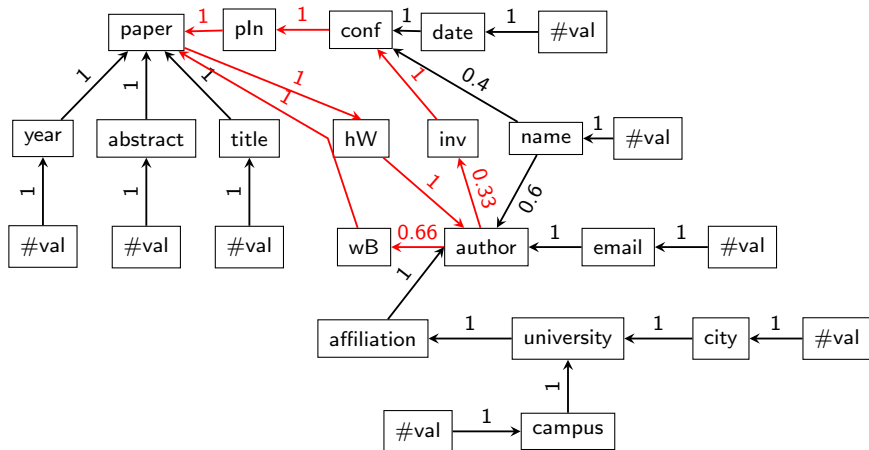 paper 1 pIn 1 conf 1 date 1 #val
1 1 1 1 1 1 0.4
year abstract title hW inv name 1 #val
1 1 1 1 0.33 0.6
#val #val #val wB 0.66 author 1 email 1 #val
1
affiliation 1 university 1 city 1 #val
1
#val 1 campus